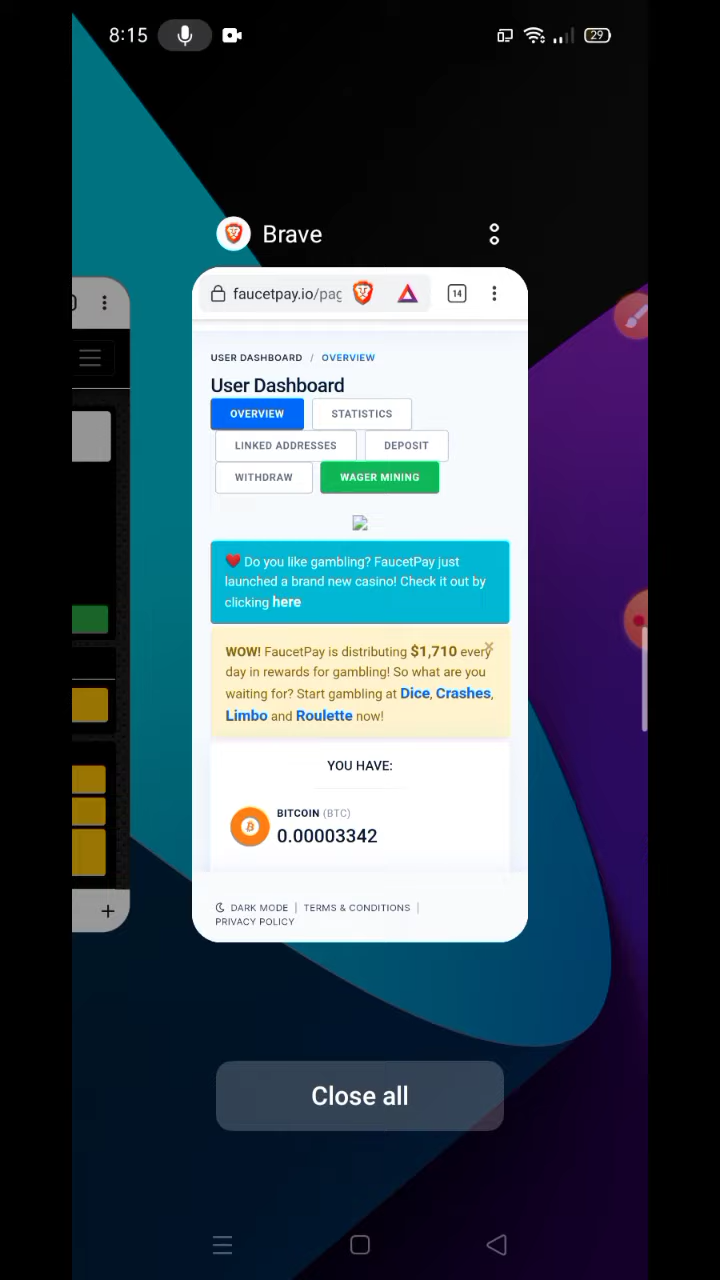 8:15
29
Brave
faucetpay.io/pag
14
USER DASHBOARD / OVERVIEW
User Dashboard
OVERVIEW
STATISTICS
LINKED ADDRESSES
DEPOSIT
WITHDRAW
WAGER MINING
❤️ Do you like gambling? FaucetPay just
launched a brand new casino! Check it out by
clicking here
WOW! FaucetPay is distributing $1,710 every
day in rewards for gambling! So what are you
waiting for? Start gambling at Dice, Crashes,
Limbo and Roulette now!
YOU HAVE:
BITCOIN (BTC)
0.00003342
DARK MODE | TERMS & CONDITIONS |
PRIVACY POLICY
Close all